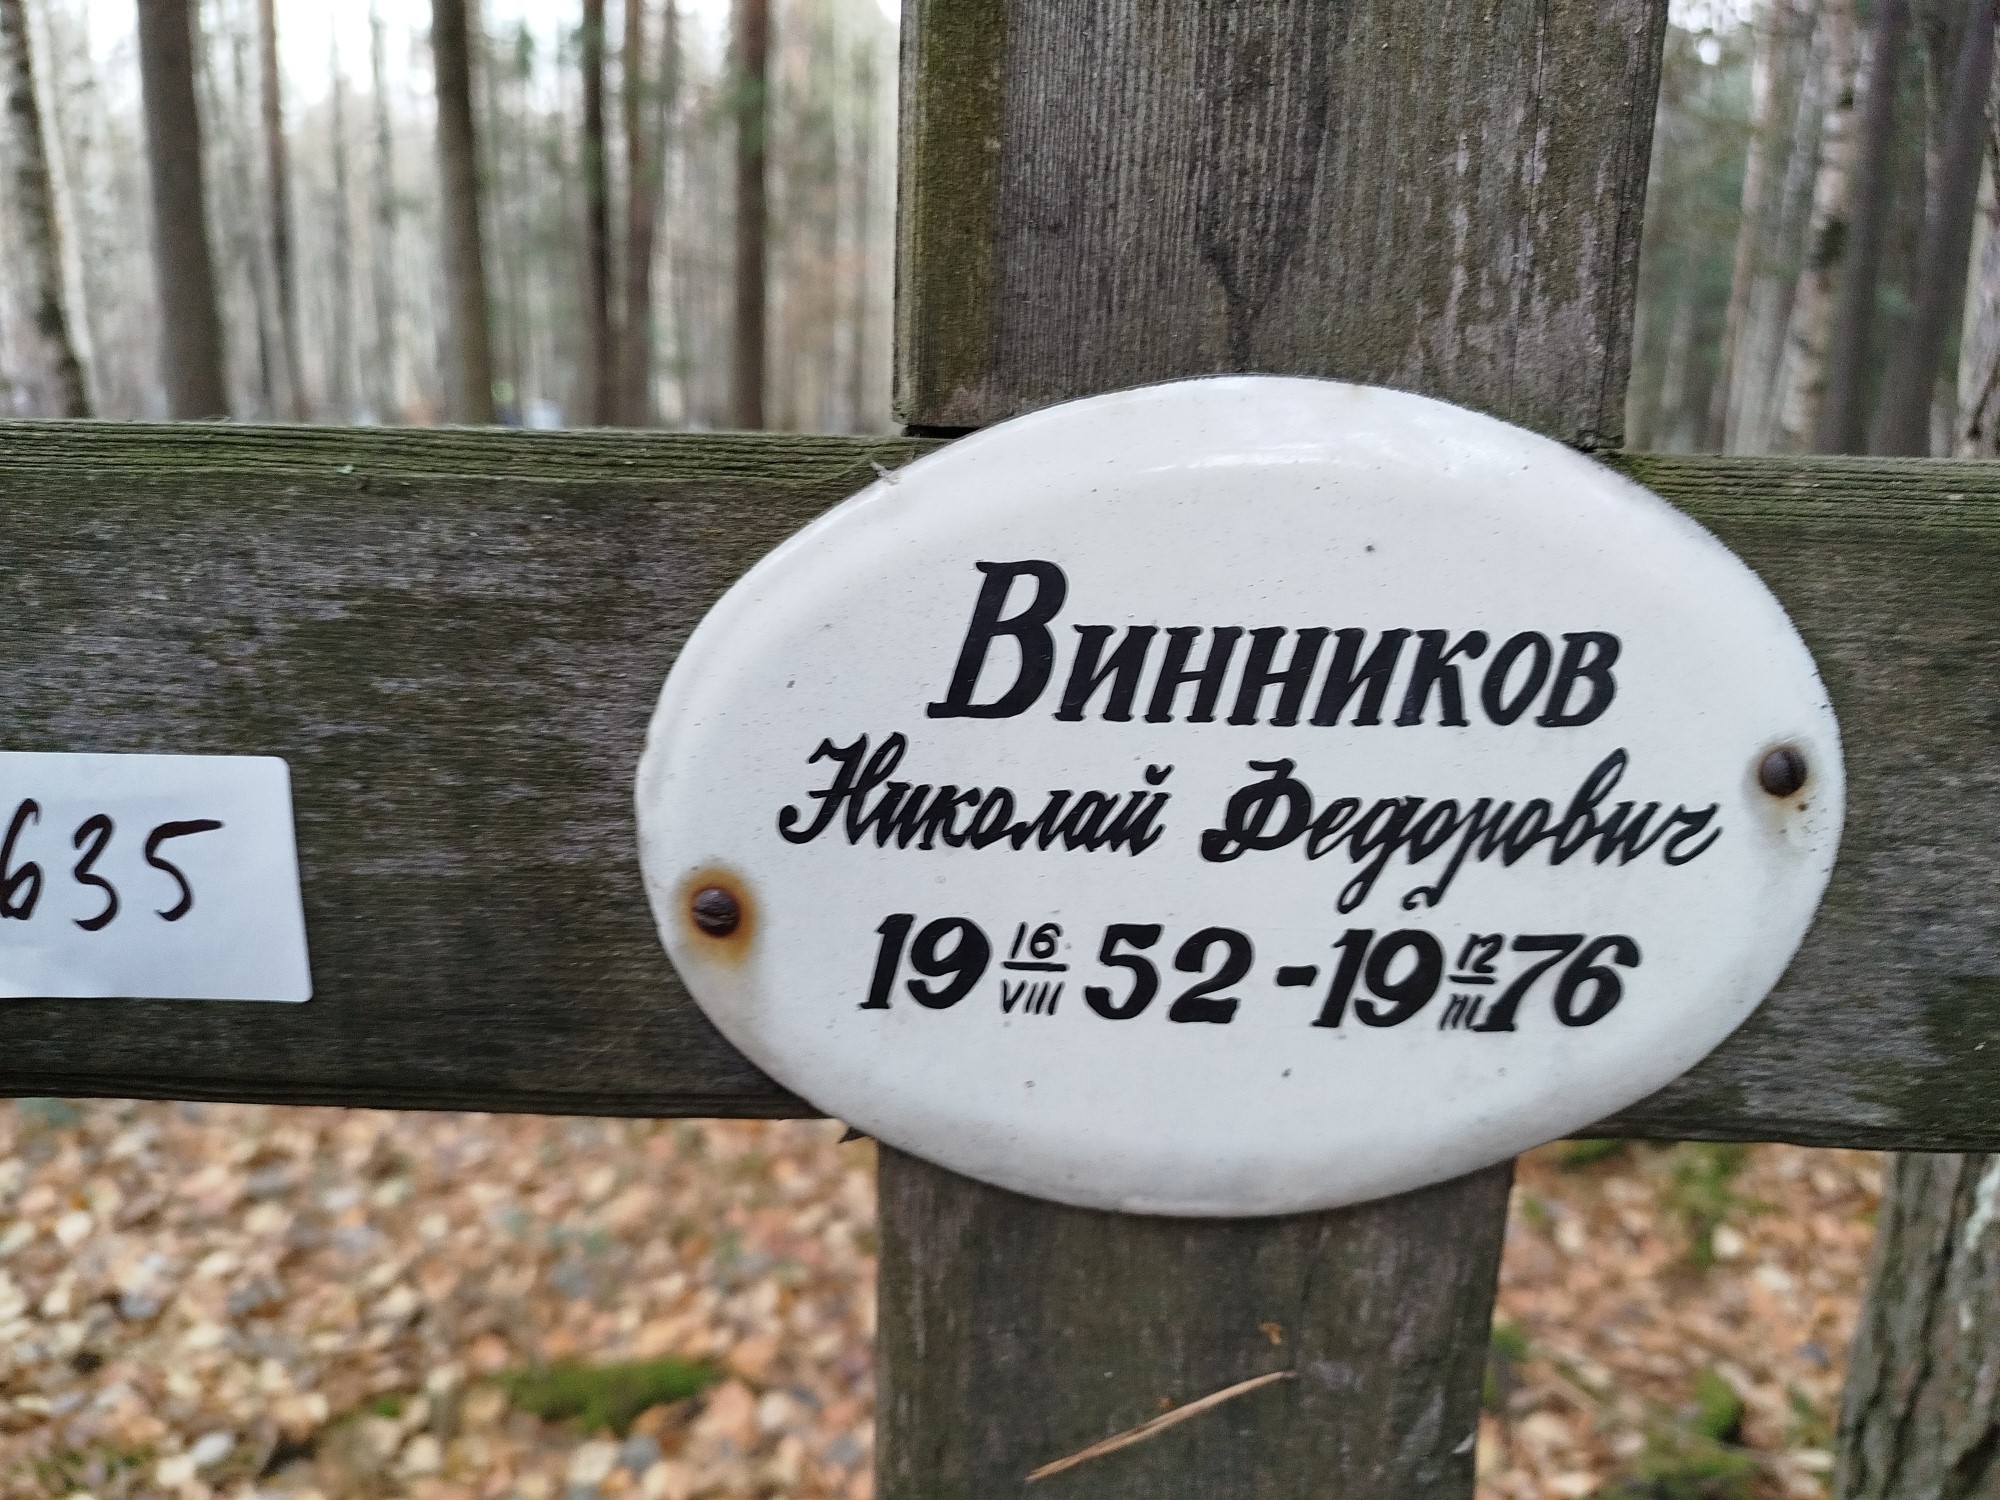 Винников
Николай Федорович
19 16/VIII 52 - 19 12/III 76
635